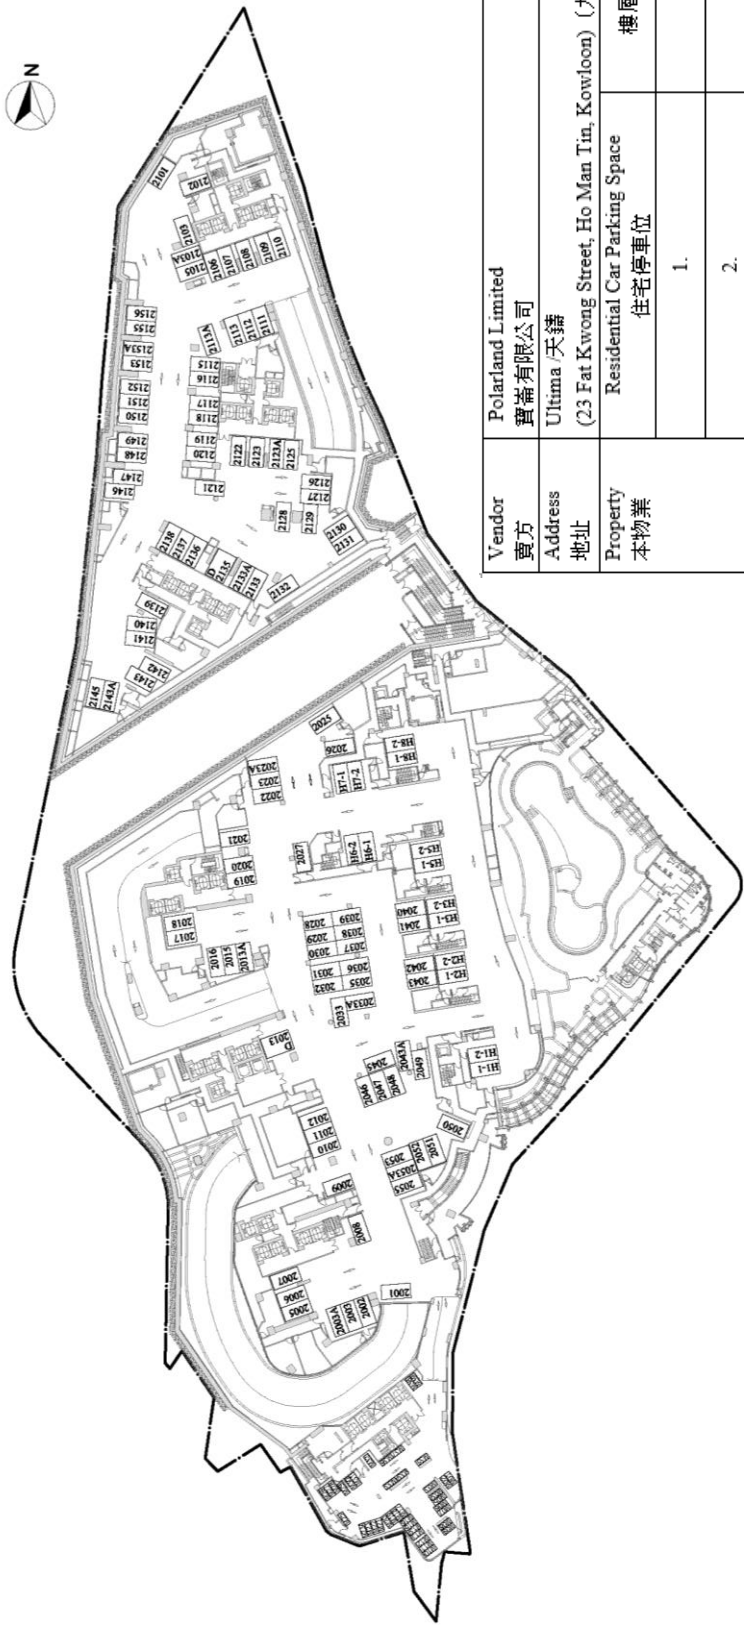 N
2101
2102
2103
2103A
2105
2106
2107
2108
2109
2110
2156
2155
2153A
2153
2152
2151
2150
2149
2148
2147
2146
2113A
2113
2112
2111
2115
2116
2117
2118
2119
2120
2121
2122
2123
2123A
2125
2126
2127
2128
2129
2130
2131
2138
2137
2136
D
2135
2133A
2133
2132
2139
2140
2141
2142
2143
2145
2143A
2025
2026
2023A
2023
2022
H7-1
H7-2
H8-2
H8-1
2021
2020
2019
2027
H6-2
H6-1
H5-2
H5-1
2018
2017
2016
2015
2013A
2028
2029
2030
2031
2032
2039
2038
2037
2036
2035
2033A
2033
2040
2041
H3-2
H3-1
2042
2043
H2-2
H2-1
2013
D
2045
2046
2047
2048
2043A
2049
H1-2
H1-1
2012
2011
2010
2009
2008
2050
2051
2052
2053
2053A
2055
2007
2006
2005
2003A
2003
2002
2001
Vendor
賣方
Polarland Limited
寶崙有限公司
Address
地址
Ultima /天鑄
(23 Fat Kwong Street, Ho Man Tin, Kowloon)
Property
本物業
Residential Car Parking Space
住宅停車位
樓層
1.
2.